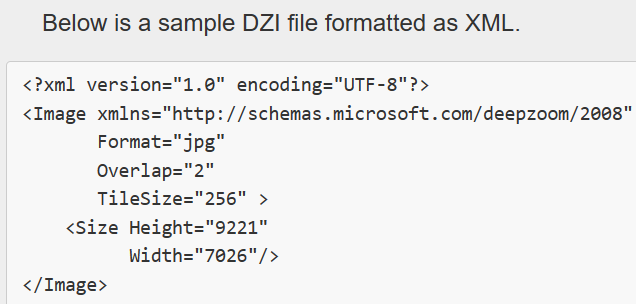 Below is a sample DZI file formatted as XML.
<?xml version="1.0" encoding="UTF-8"?>
<Image xmlns="http://schemas.microsoft.com/deepzoom/2008"
Format="jpg"
Overlap="2"
TileSize="256" >
<Size Height="9221"
Width="7026"/>
</Image>